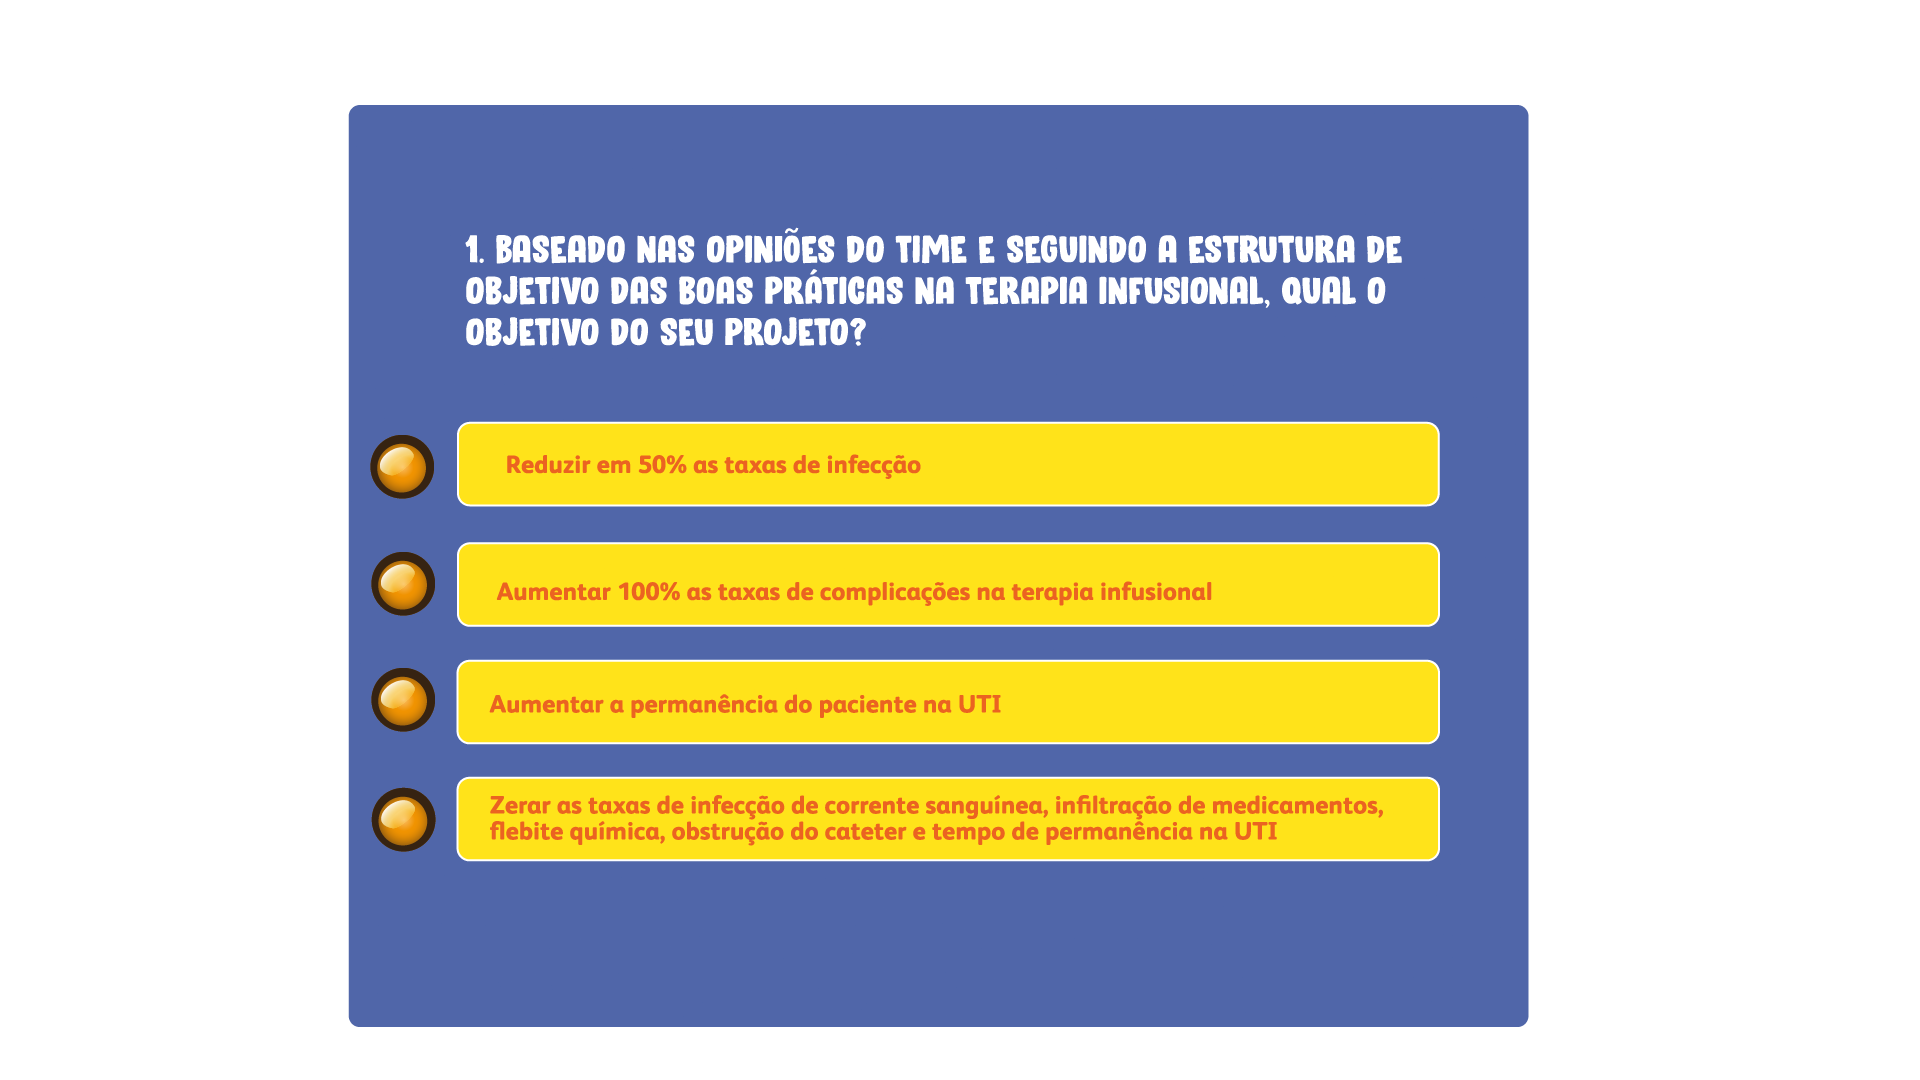 1. BASEADO NAS OPINIÕES DO TIME E SEGUINDO A ESTRUTURA DE
OBJETIVO DAS BOAS PRÁTICAS NA TERAPIA INFUSIONAL, QUAL O
OBJETIVO DO SEU PROJETO?
Reduzir em 50% as taxas de infecção
Aumentar 100% as taxas de complicações na terapia infusional
Aumentar a permanência do paciente na UTI
Zerar as taxas de infecção de corrente sanguínea, infiltração de medicamentos,
flebite química, obstrução do cateter e tempo de permanência na UTI